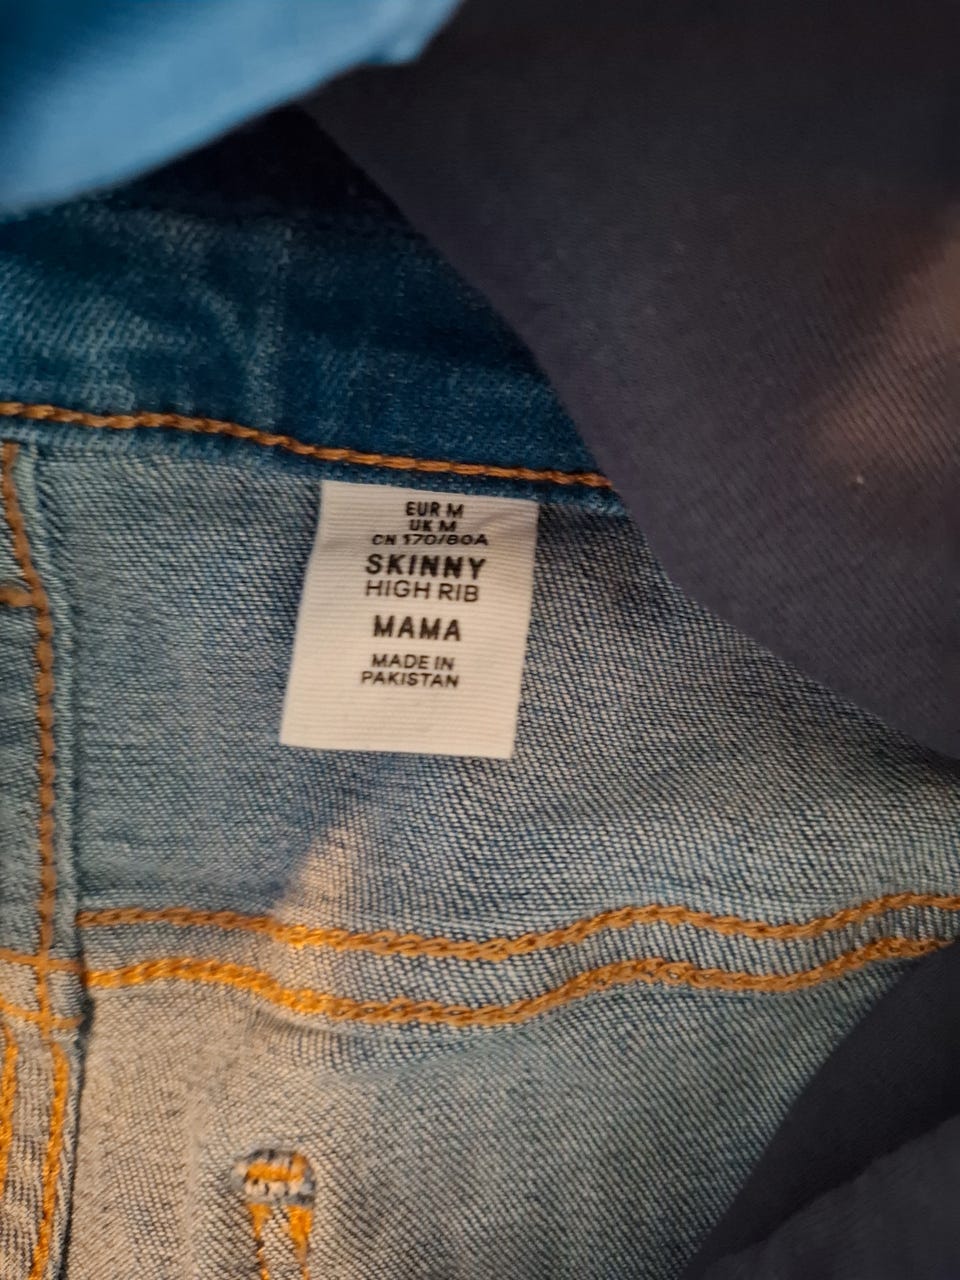 EUR M
UK M
CN 170/80A
SKINNY
HIGH RIB
MAMA
MADE IN
PAKISTAN